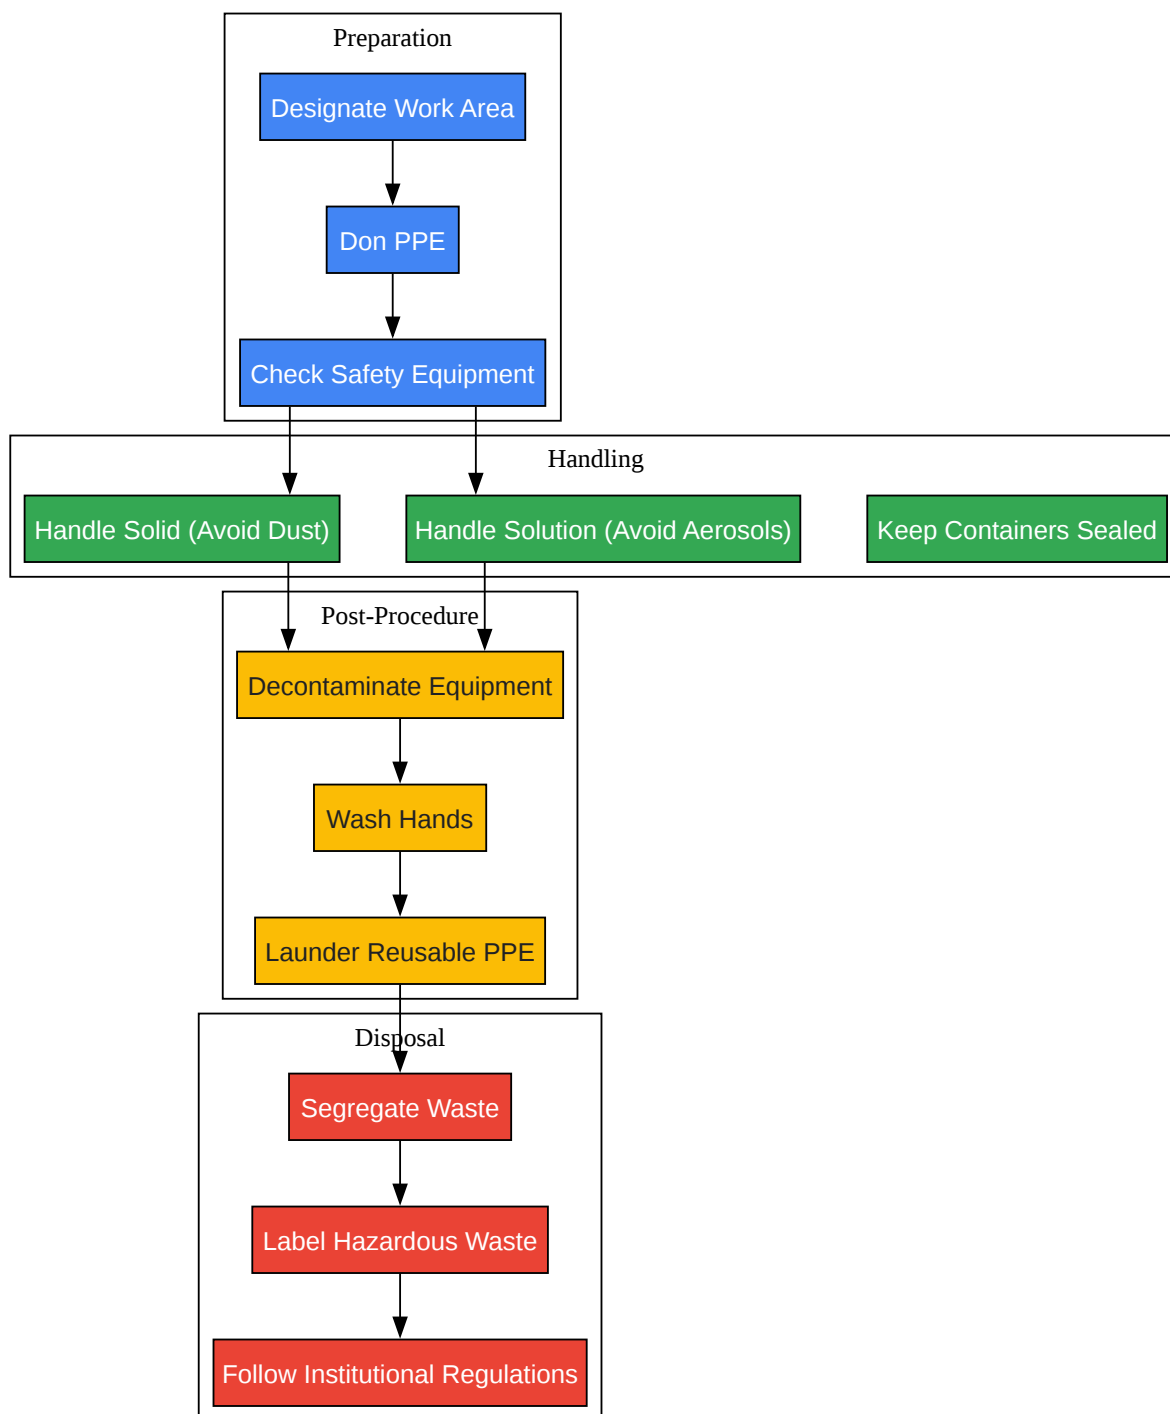 Preparation
Designate Work Area
Don PPE
Check Safety Equipment
Handling
Handle Solid (Avoid Dust)
Handle Solution (Avoid Aerosols)
Keep Containers Sealed
Post-Procedure
Decontaminate Equipment
Wash Hands
Launder Reusable PPE
Disposal
Segregate Waste
Label Hazardous Waste
Follow Institutional Regulations